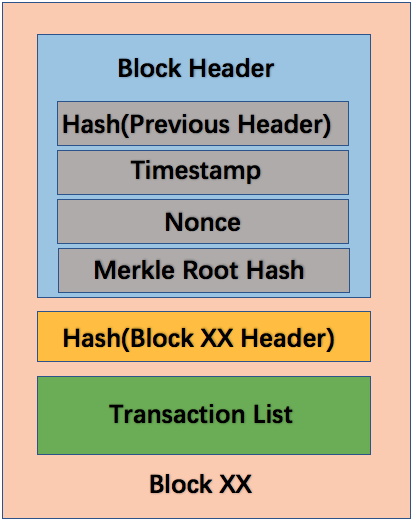 Block Header
Hash(Previous Header)
Timestamp
Nonce
Merkle Root Hash
Hash(Block XX Header)
Transaction List
Block XX